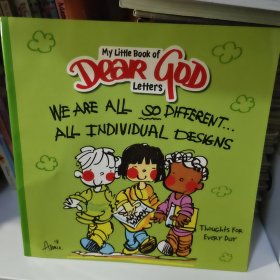 My Little Book of
DEAR GOD
Letters
WE ARE ALL SO DIFFERENT...
ALL INDIVIDUAL DESIGNS
THOUGHTS FOR
EVERY DAY